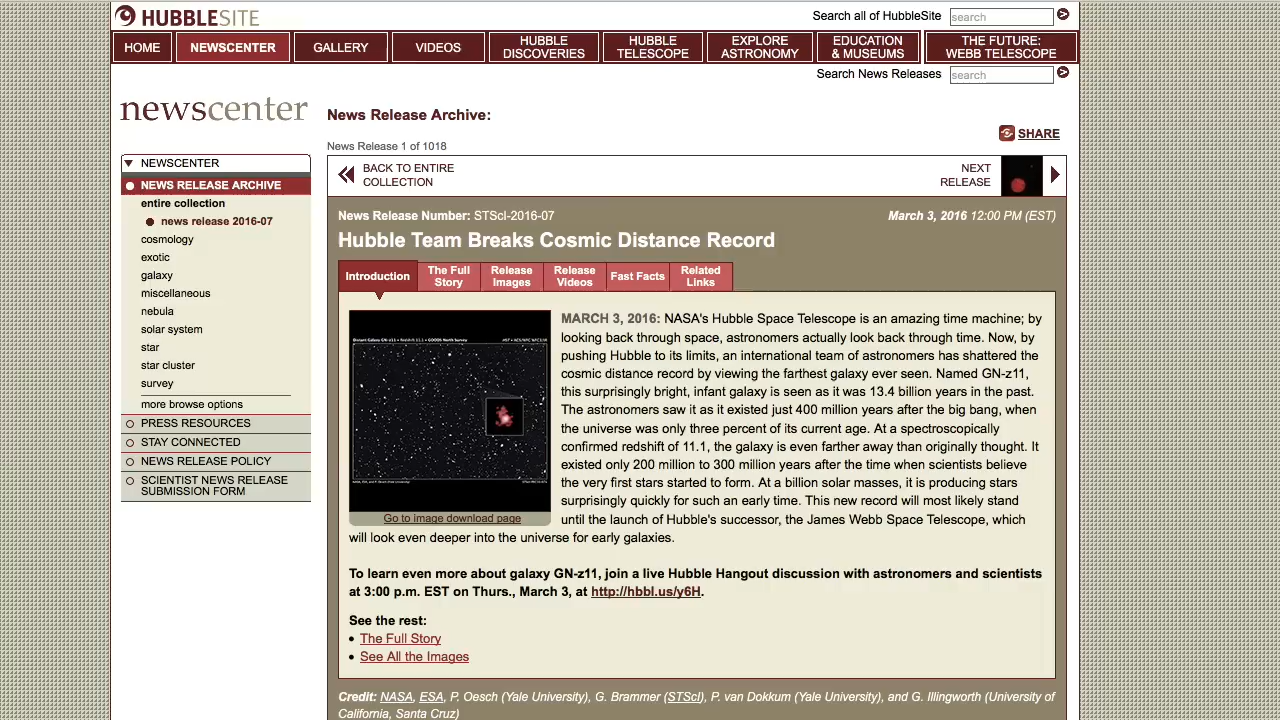 HUBBLESITE
Search all of HubbleSite
search
HOME
NEWSCENTER
GALLERY
VIDEOS
HUBBLE
DISCOVERIES
HUBBLE
TELESCOPE
EXPLORE
ASTRONOMY
EDUCATION
& MUSEUMS
THE FUTURE:
WEBB TELESCOPE
Search News Releases
search
newscenter
NEWSCENTER
NEWS RELEASE ARCHIVE
entire collection
news release 2016-07
cosmology
exotic
galaxy
miscellaneous
nebula
solar system
star
star cluster
survey
more browse options
PRESS RESOURCES
STAY CONNECTED
NEWS RELEASE POLICY
SCIENTIST NEWS RELEASE
SUBMISSION FORM
News Release Archive:
SHARE
News Release 1 of 1018
BACK TO ENTIRE
COLLECTION
NEXT
RELEASE
News Release Number: STScI-2016-07
March 3, 2016 12:00 PM (EST)
Hubble Team Breaks Cosmic Distance Record
Introduction
The Full
Story
Release
Images
Release
Videos
Fast Facts
Related
Links
Go to image download page
MARCH 3, 2016: NASA's Hubble Space Telescope is an amazing time machine; by
looking back through space, astronomers actually look back through time. Now, by
pushing Hubble to its limits, an international team of astronomers has shattered the
cosmic distance record by viewing the farthest galaxy ever seen. Named GN-z11,
this surprisingly bright, infant galaxy is seen as it was 13.4 billion years in the past.
The astronomers saw it as it existed just 400 million years after the big bang, when
the universe was only three percent of its current age. At a spectroscopically
confirmed redshift of 11.1, the galaxy is even farther away than originally thought. It
existed only 200 million to 300 million years after the time when scientists believe
the very first stars started to form. At a billion solar masses, it is producing stars
surprisingly quickly for such an early time. This new record will most likely stand
until the launch of Hubble's successor, the James Webb Space Telescope, which
will look even deeper into the universe for early galaxies.
To learn even more about galaxy GN-z11, join a live Hubble Hangout discussion with astronomers and scientists
at 3:00 p.m. EST on Thurs., March 3, at http://hbbl.us/y6H.
See the rest:
• The Full Story
• See All the Images
Credit: NASA, ESA, P. Oesch (Yale University), G. Brammer (STScI), P. van Dokkum (Yale University), and G. Illingworth (University of
California, Santa Cruz)